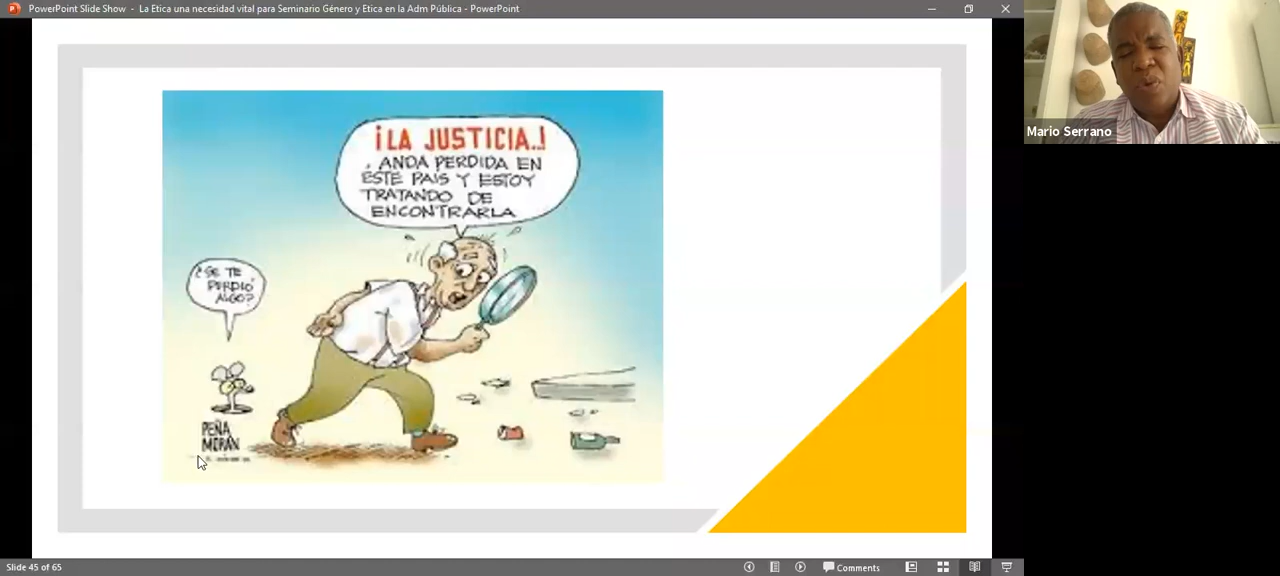 PowerPoint Slide Show - La Etica una necesidad vital para Seminario Género y Etica en la Adm Pública - PowerPoint
¡LA JUSTICIA..!
ANDA PERDIDA EN
ESTE PAIS Y ESTOY
TRATANDO DE
ENCONTRARLA
¿SE TE
PERDIÓ
ALGO?
PEÑA
MORÁN
Mario Serrano
Slide 45 of 65
Comments